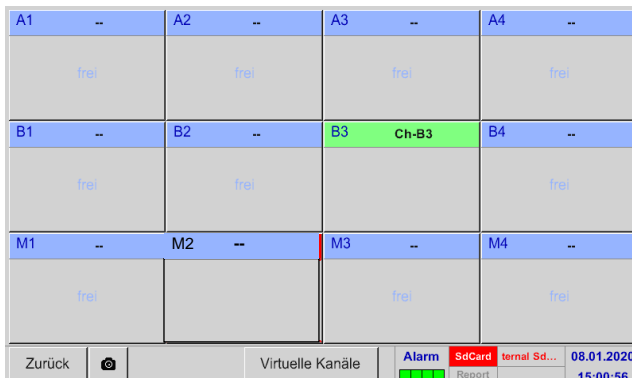 A1 -- A2 -- A3 -- A4 --
frei frei frei frei
B1 -- B2 -- B3 Ch-B3 B4 --
frei frei frei
M1 -- M2 -- M3 -- M4 --
frei frei frei
Zurück Virtuelle Kanäle Alarm SdCard ternal Sd... 08.01.2020
Report 15:00:56